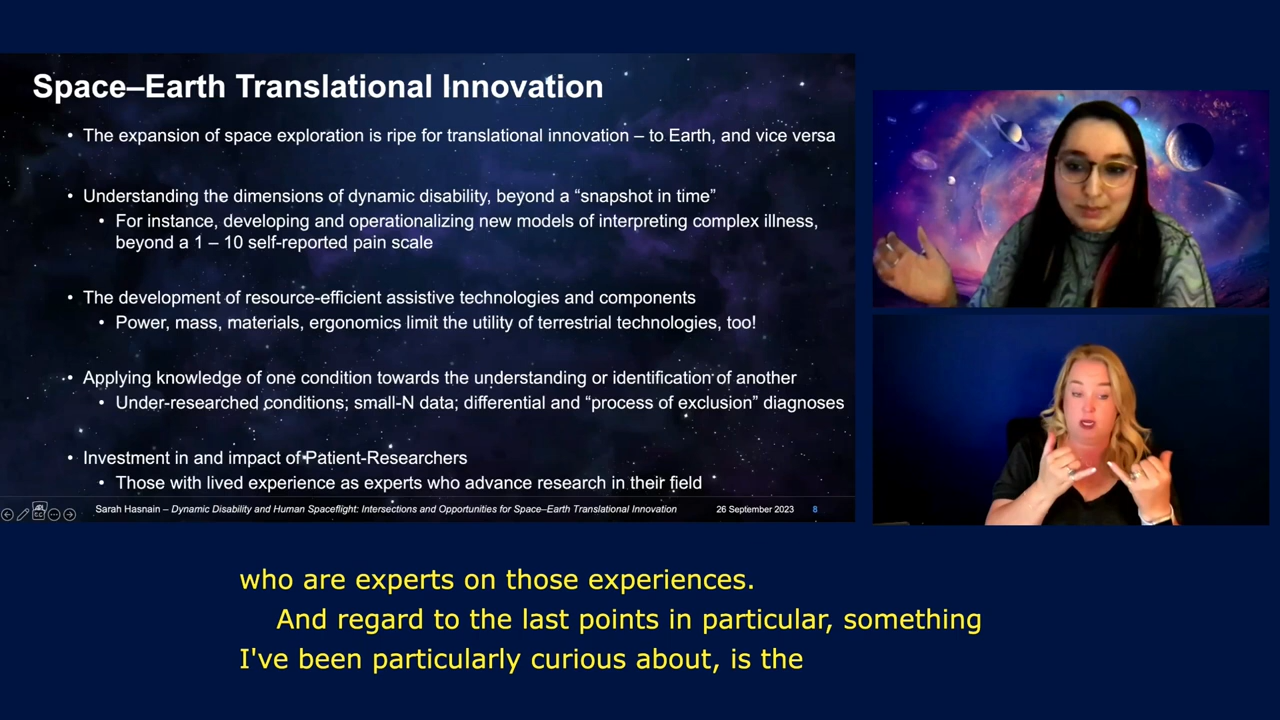 Space–Earth Translational Innovation
• The expansion of space exploration is ripe for translational innovation – to Earth, and vice versa
• Understanding the dimensions of dynamic disability, beyond a “snapshot in time”
• For instance, developing and operationalizing new models of interpreting complex illness,
beyond a 1 – 10 self-reported pain scale
• The development of resource-efficient assistive technologies and components
• Power, mass, materials, ergonomics limit the utility of terrestrial technologies, too!
• Applying knowledge of one condition towards the understanding or identification of another
• Under-researched conditions; small-N data; differential and “process of exclusion” diagnoses
• Investment in and impact of Patient-Researchers
• Those with lived experience as experts who advance research in their field
Sarah Hasnain – Dynamic Disability and Human Spaceflight: Intersections and Opportunities for Space–Earth Translational Innovation 26 September 2023 8
who are experts on those experiences.
And regard to the last points in particular, something
I've been particularly curious about, is the